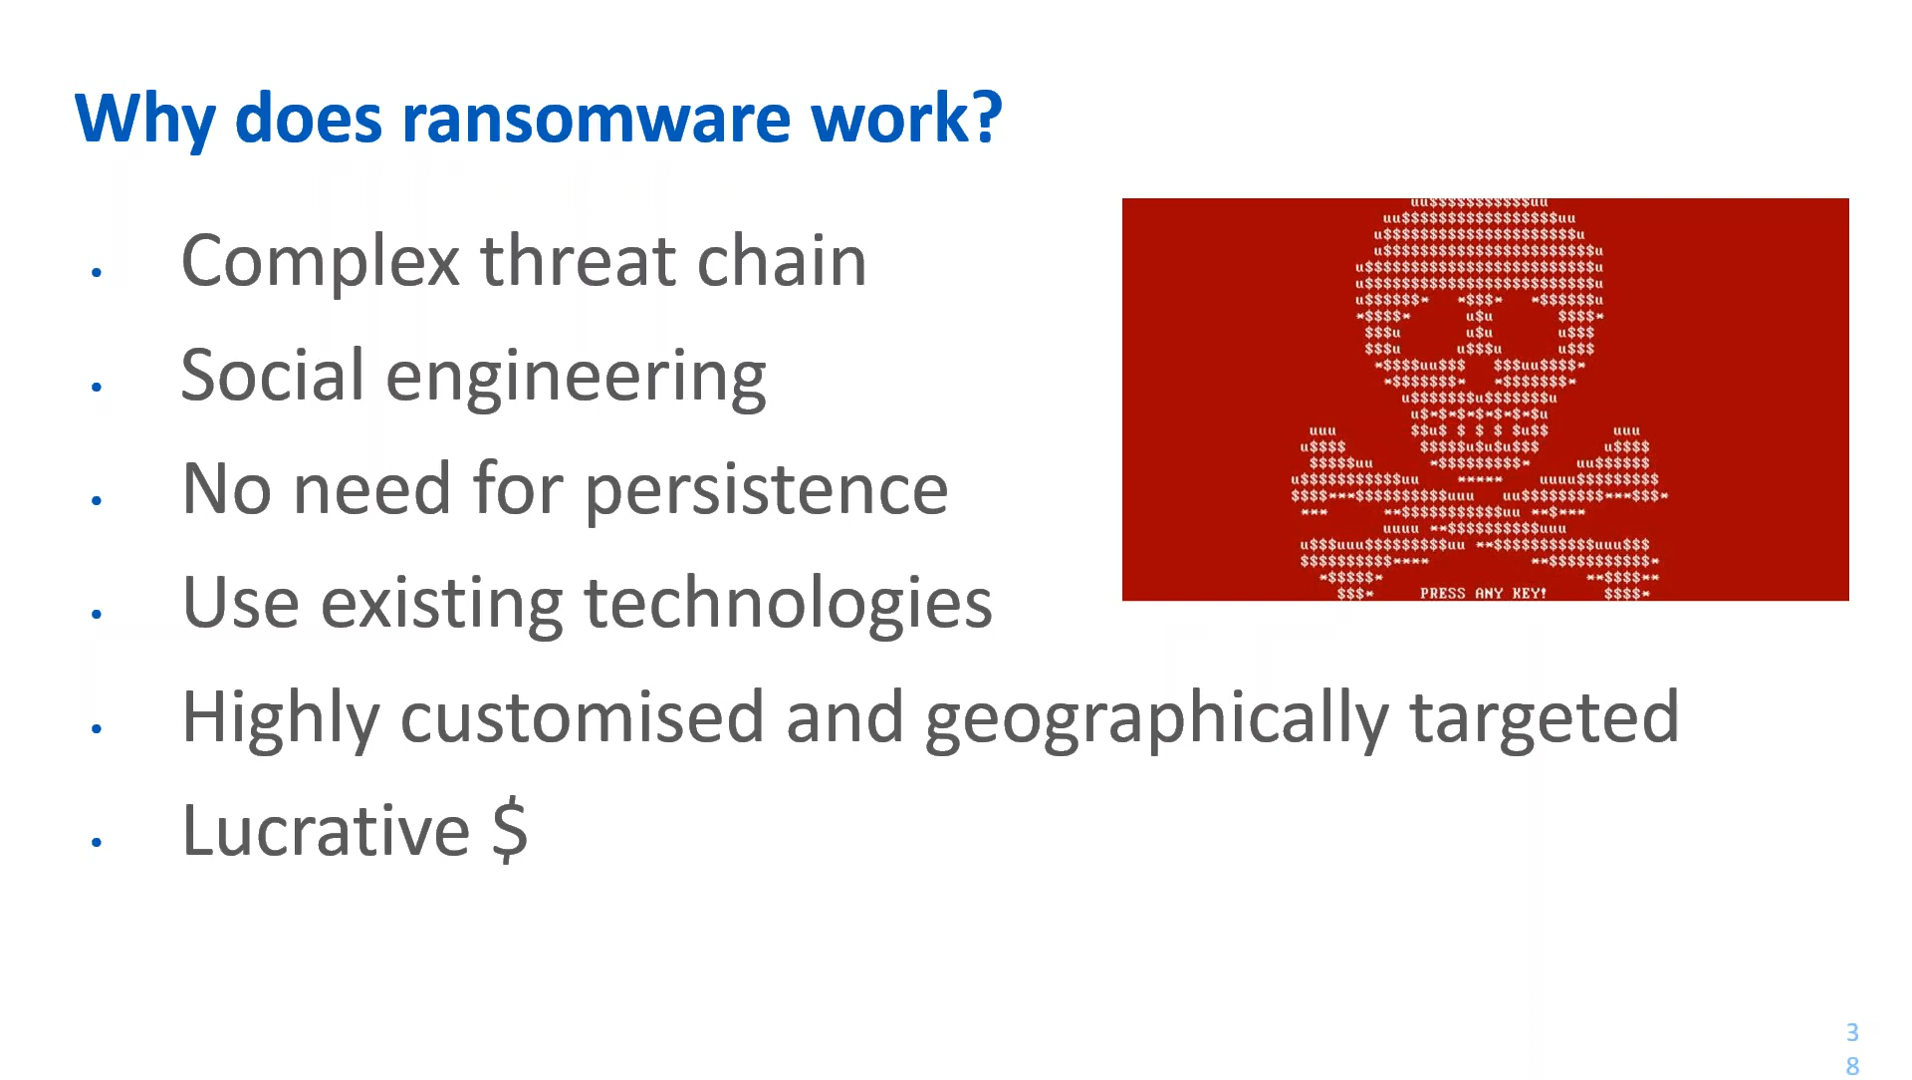 Why does ransomware work?
• Complex threat chain
• Social engineering
• No need for persistence
• Use existing technologies
• Highly customised and geographically targeted
• Lucrative $
PRESS ANY KEY!
3
8